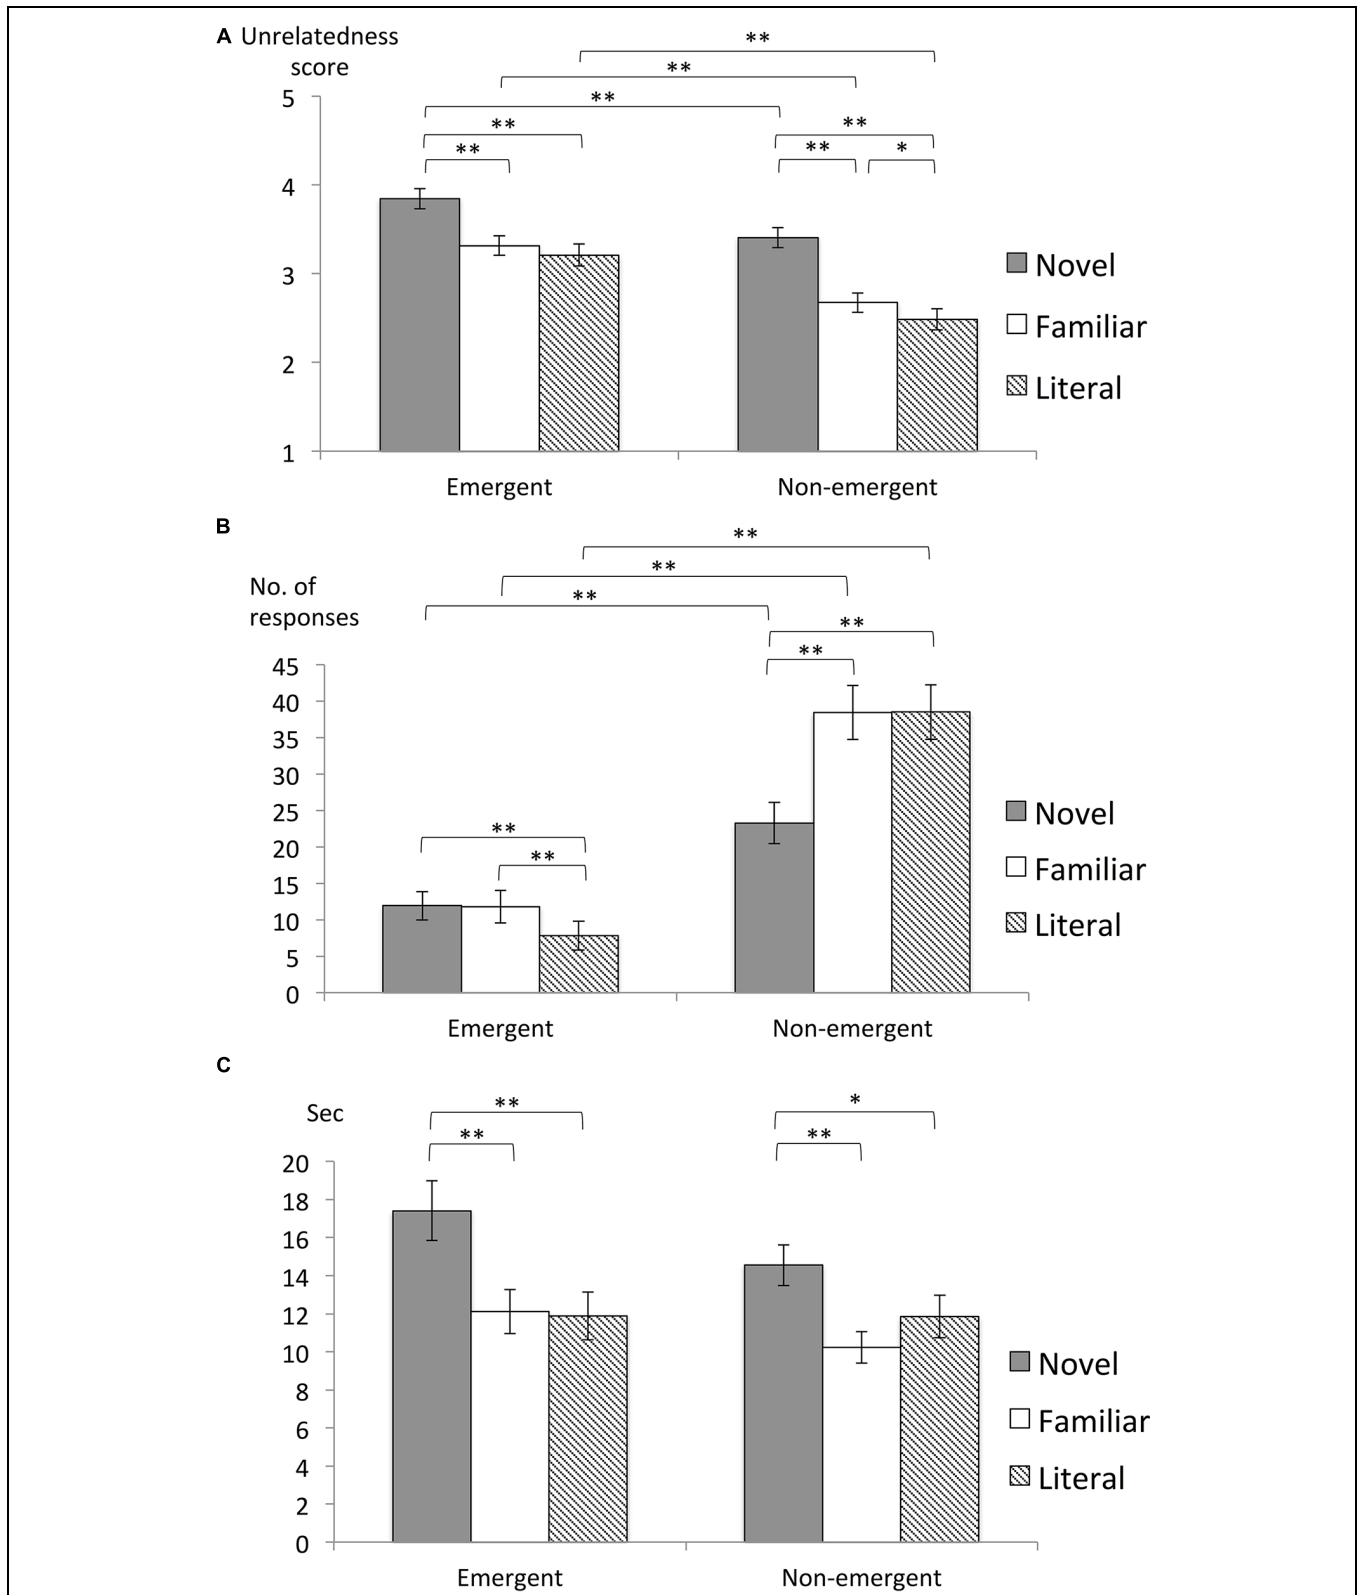 A Unrelatedness
score
**
**
**
**
**
**
**
*
5
4
3
2
1
Novel
Familiar
Literal
Emergent
Non-emergent
B
No. of
responses
**
**
**
**
**
**
**
45
40
35
30
25
20
15
10
5
0
Novel
Familiar
Literal
Emergent
Non-emergent
C
Sec
**
*
**
**
20
18
16
14
12
10
8
6
4
2
0
Novel
Familiar
Literal
Emergent
Non-emergent